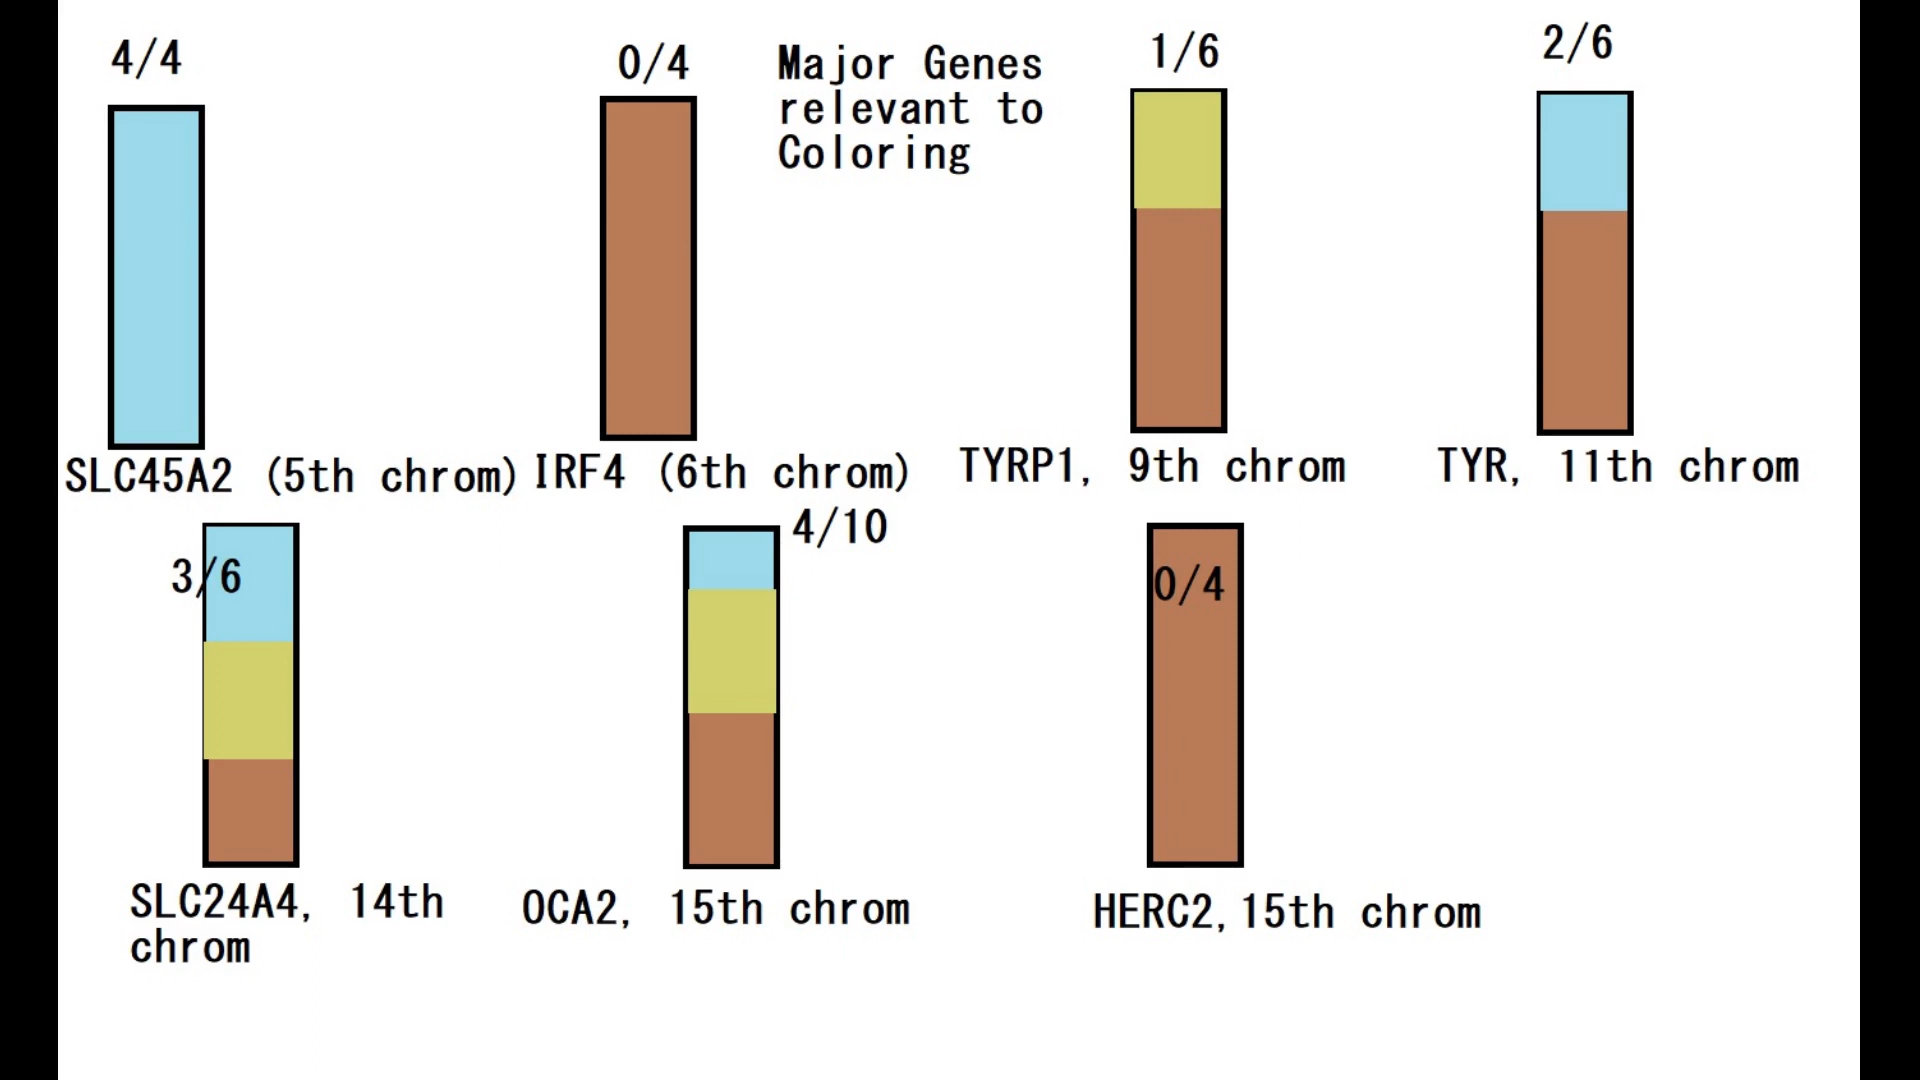 4/4
0/4
Major Genes
relevant to
Coloring
1/6
2/6
SLC45A2 (5th chrom)
IRF4 (6th chrom)
TYRP1, 9th chrom
TYR, 11th chrom
3/6
4/10
0/4
SLC24A4, 14th
chrom
OCA2, 15th chrom
HERC2,15th chrom